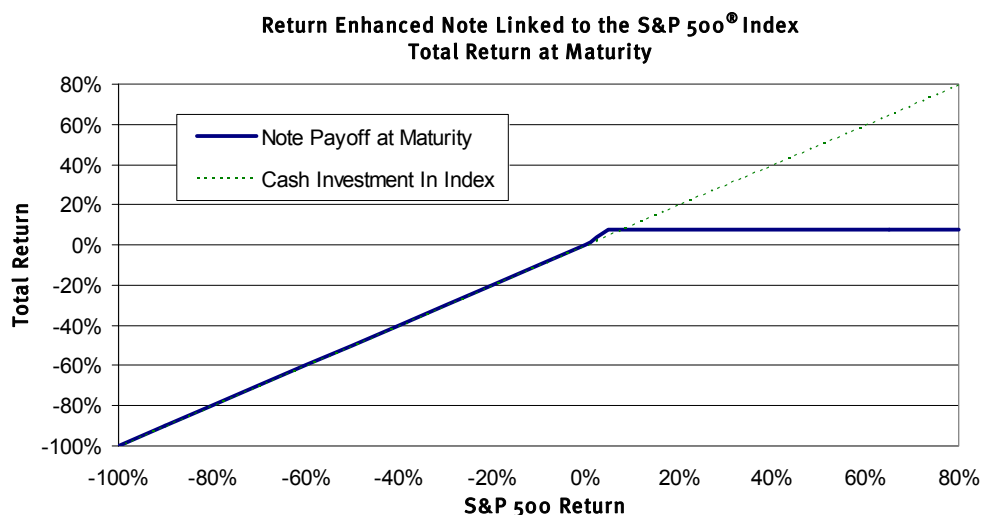 Return Enhanced Note Linked to the S&P 500® Index
Total Return at Maturity
80%
60%
40%
20%
0%
-20%
-40%
-60%
-80%
-100%
Note Payoff at Maturity
Cash Investment In Index
Total Return
-100% -80% -60% -40% -20% 0% 20% 40% 60% 80%
S&P 500 Return